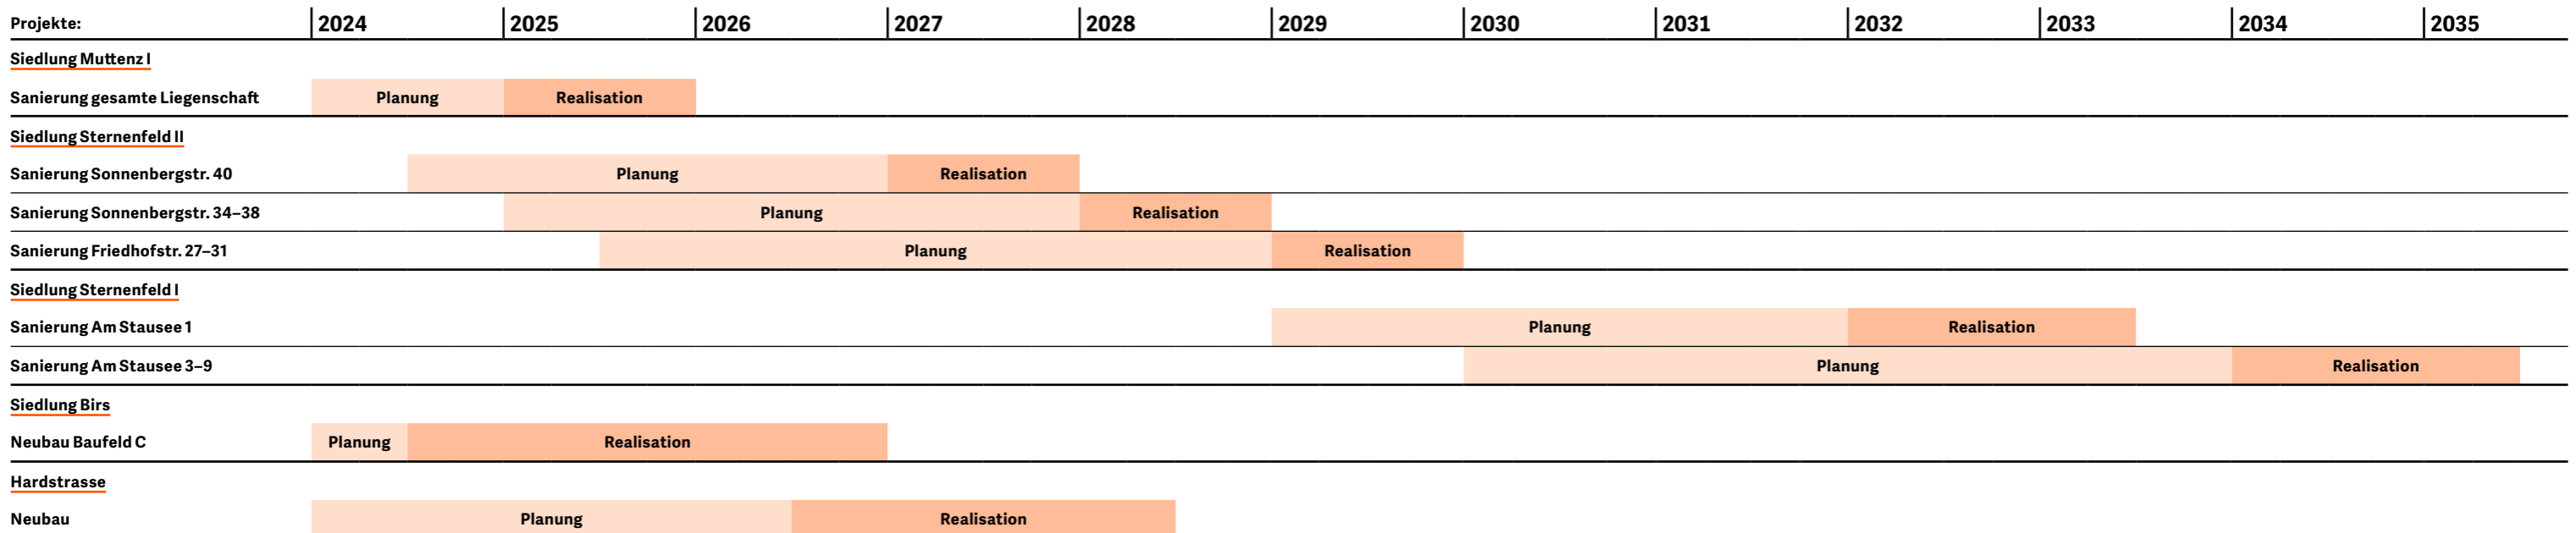 Projekte: 2024 2025 2026 2027 2028 2029 2030 2031 2032 2033 2034 2035
Siedlung Muttenz I
Sanierung gesamte Liegenschaft Planung Realisation
Siedlung Sternenfeld II
Sanierung Sonnenbergstr. 40 Planung Realisation
Sanierung Sonnenbergstr. 34–38 Planung Realisation
Sanierung Friedhofstr. 27–31 Planung Realisation
Siedlung Sternenfeld I
Sanierung Am Stausee 1 Planung Realisation
Sanierung Am Stausee 3–9 Planung Realisation
Siedlung Birs
Neubau Baufeld C Planung Realisation
Hardstrasse
Neubau Planung Realisation